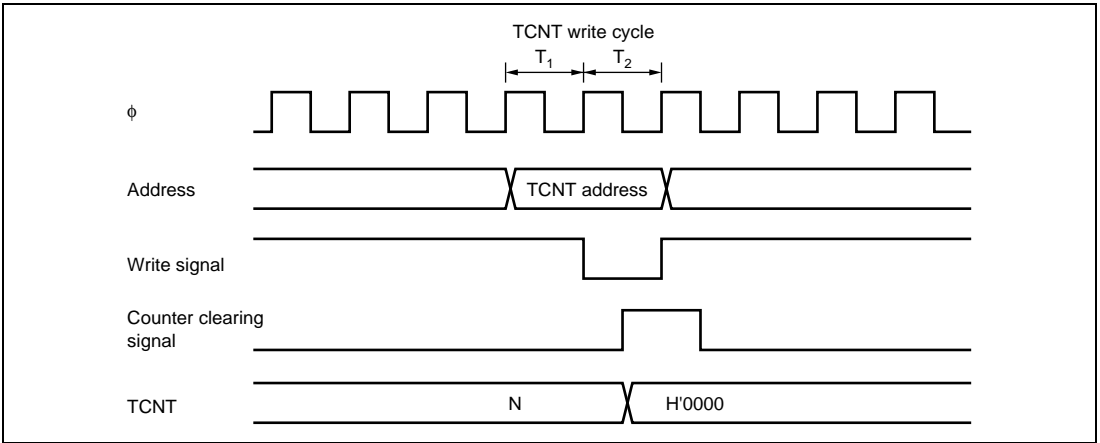 TCNT write cycle
T1 T2
φ
Address
TCNT address
Write signal
Counter clearing
signal
TCNT
N
H'0000